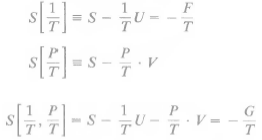 S[1/T] ≡ S − 1/T U = − F/T
S[P/T] ≡ S − P/T · V
S[1/T, P/T] = S − 1/T U − P/T · V = − G/T